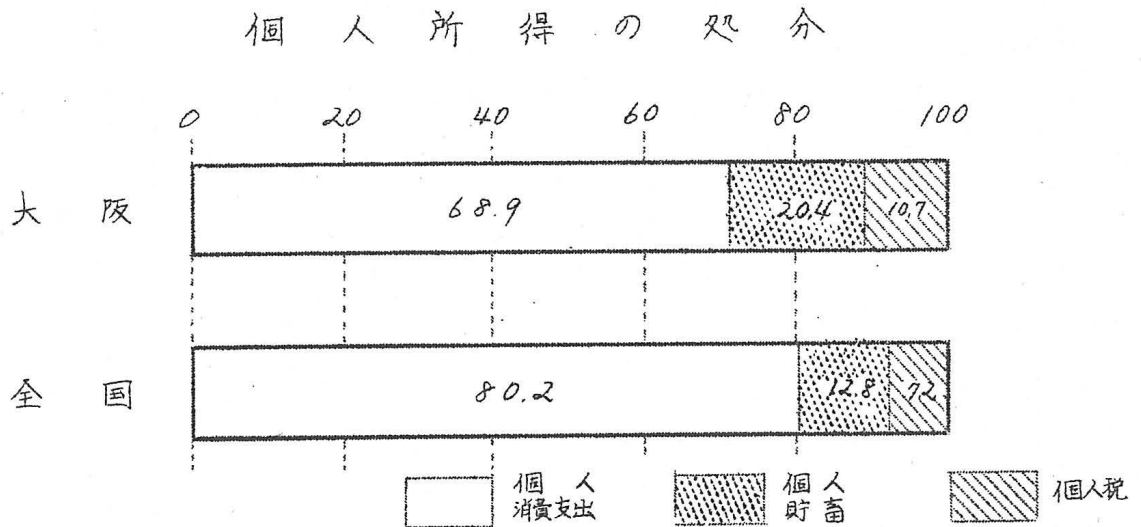 個人所得の処分
0 20 40 60 80 100
大阪 68.9 20.4 10.7
全国 80.2 12.8 7.2
個人消費支出 個人貯畜 個人税